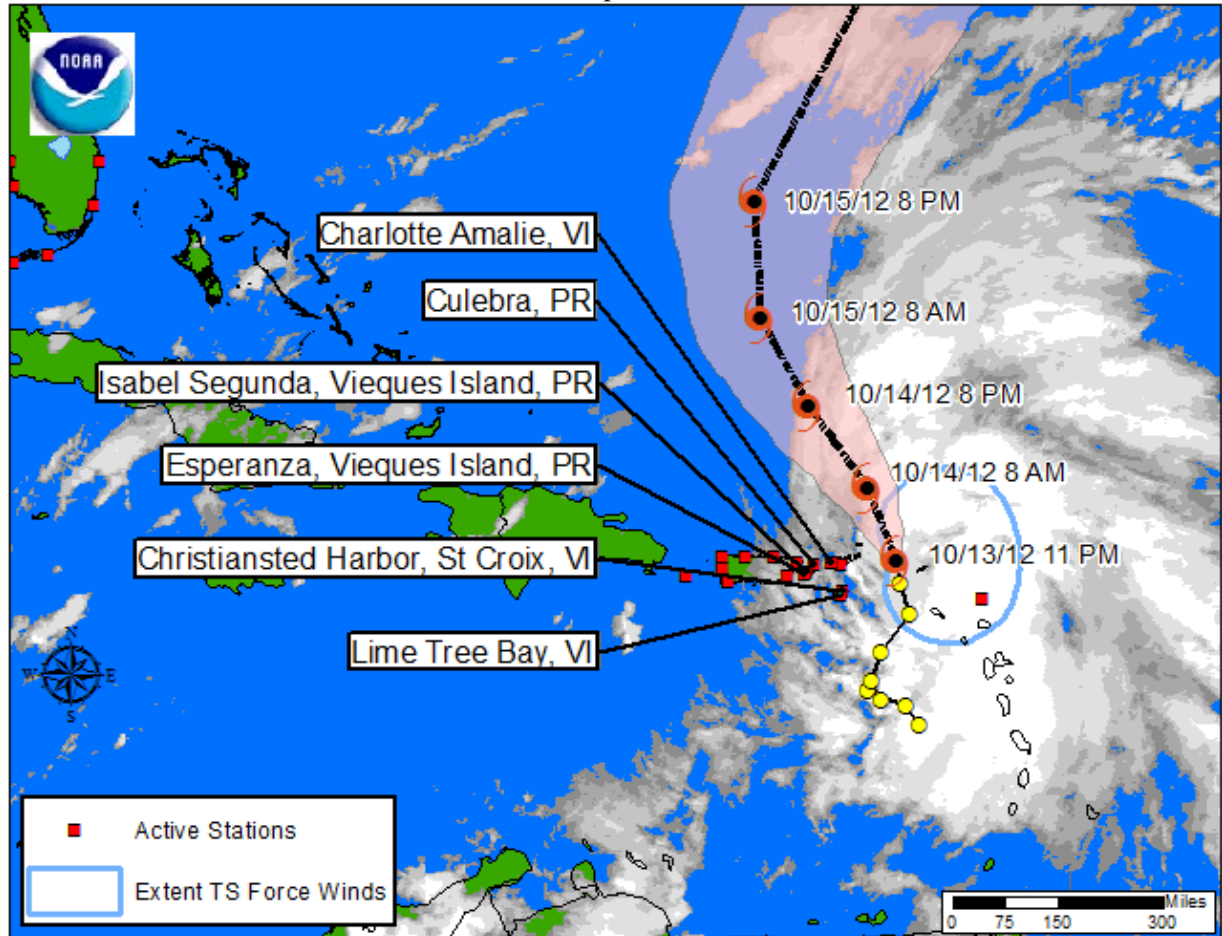 NOAA
10/15/12 8 PM
Charlotte Amalie, VI
Culebra, PR
10/15/12 8 AM
Isabel Segunda, Vieques Island, PR
10/14/12 8 PM
Esperanza, Vieques Island, PR
10/14/12 8 AM
Christiansted Harbor, St Croix, VI
10/13/12 11 PM
Lime Tree Bay, VI
N
W E
S
Active Stations
Extent TS Force Winds
Miles
0 75 150 300